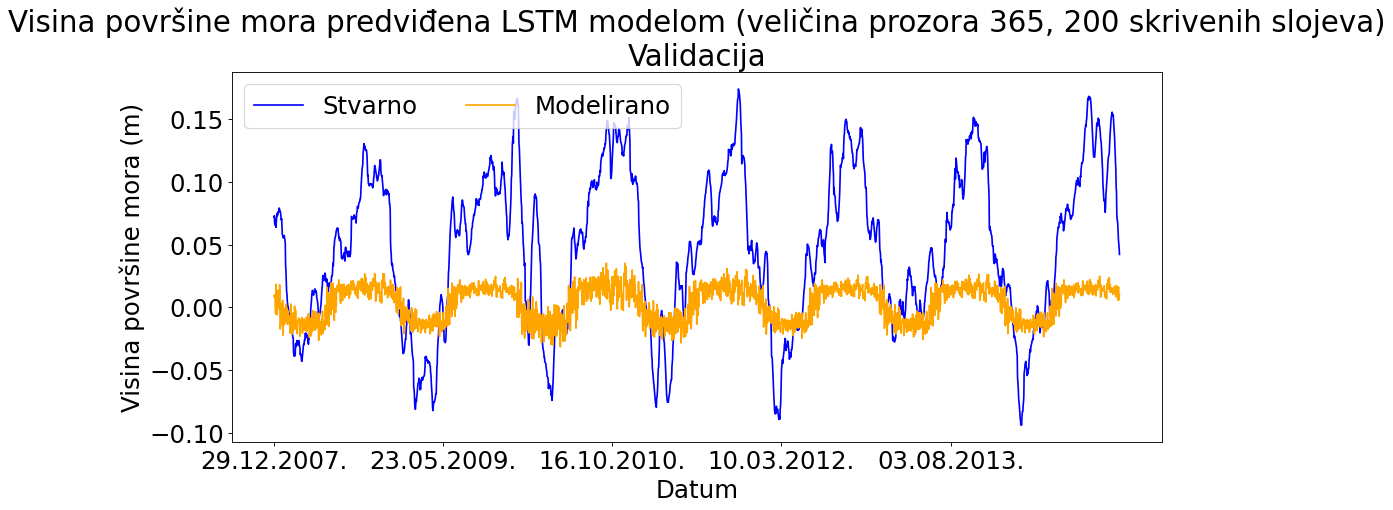 Visina površine mora predviđena LSTM modelom (veličina prozora 365, 200 skrivenih slojeva)
Validacija
Stvarno Modelirano
Visina površine mora (m)
0.15
0.10
0.05
0.00
−0.05
−0.10
29.12.2007. 23.05.2009. 16.10.2010. 10.03.2012. 03.08.2013.
Datum